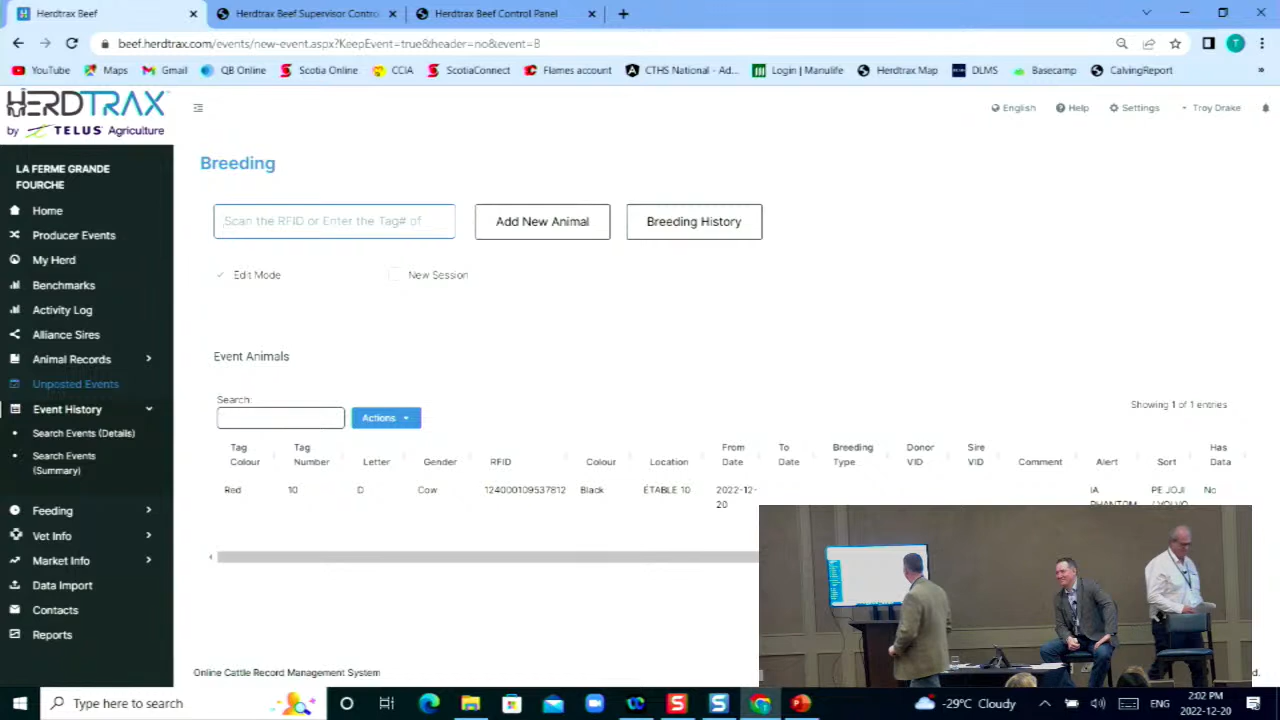 Herdtrax Beef
Herdtrax Beef Supervisor Contro
Herdtrax Beef Control Panel
beef.herdtrax.com/events/new-event.aspx?KeepEvent=true&header=no&event=B
T
YouTube
Maps
Gmail
QB Online
Scotia Online
CCIA
ScotiaConnect
Flames account
CTHS National - Ad...
Login | Manulife
Herdtrax Map
DLMS
Basecamp
CalvingReport
»
HERDTRAX
by TELUS Agriculture
English
Help
Settings
Troy Drake
LA FERME GRANDE
FOURCHE
Home
Producer Events
My Herd
Benchmarks
Activity Log
Alliance Sires
Animal Records
Unposted Events
Event History
Search Events (Details)
Search Events
(Summary)
Feeding
Vet Info
Market Info
Data Import
Contacts
Reports
Breeding
Scan the RFID or Enter the Tag# of
Add New Animal
Breeding History
Edit Mode
New Session
Event Animals
Search:
Actions
Showing 1 of 1 entries
Tag Colour
Tag Number
Letter
Gender
RFID
Colour
Location
From Date
To Date
Breeding Type
Donor VID
Sire VID
Comment
Alert
Sort
Has Data
Red
10
D
Cow
124000109537812
Black
ÉTABLE 10
2022-12-20
IA PHANTOM
PE JOJI / VOLVO
No
Online Cattle Record Management System
d.
Type here to search
-29°C Cloudy
ENG
2:02 PM
2022-12-20